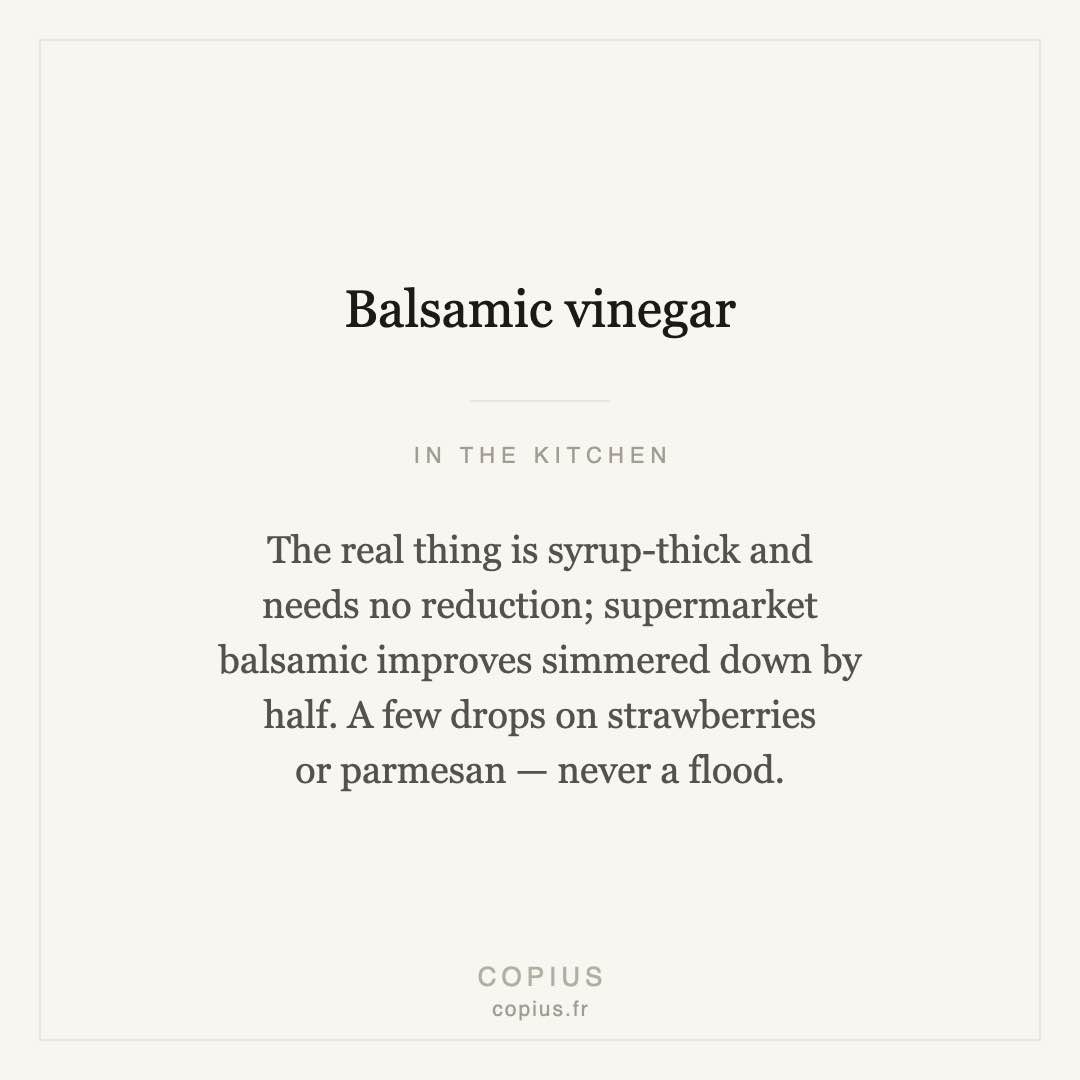 Balsamic vinegar
IN THE KITCHEN
The real thing is syrup-thick and
needs no reduction; supermarket
balsamic improves simmered down by
half. A few drops on strawberries
or parmesan — never a flood.
COPIUS
copius.fr